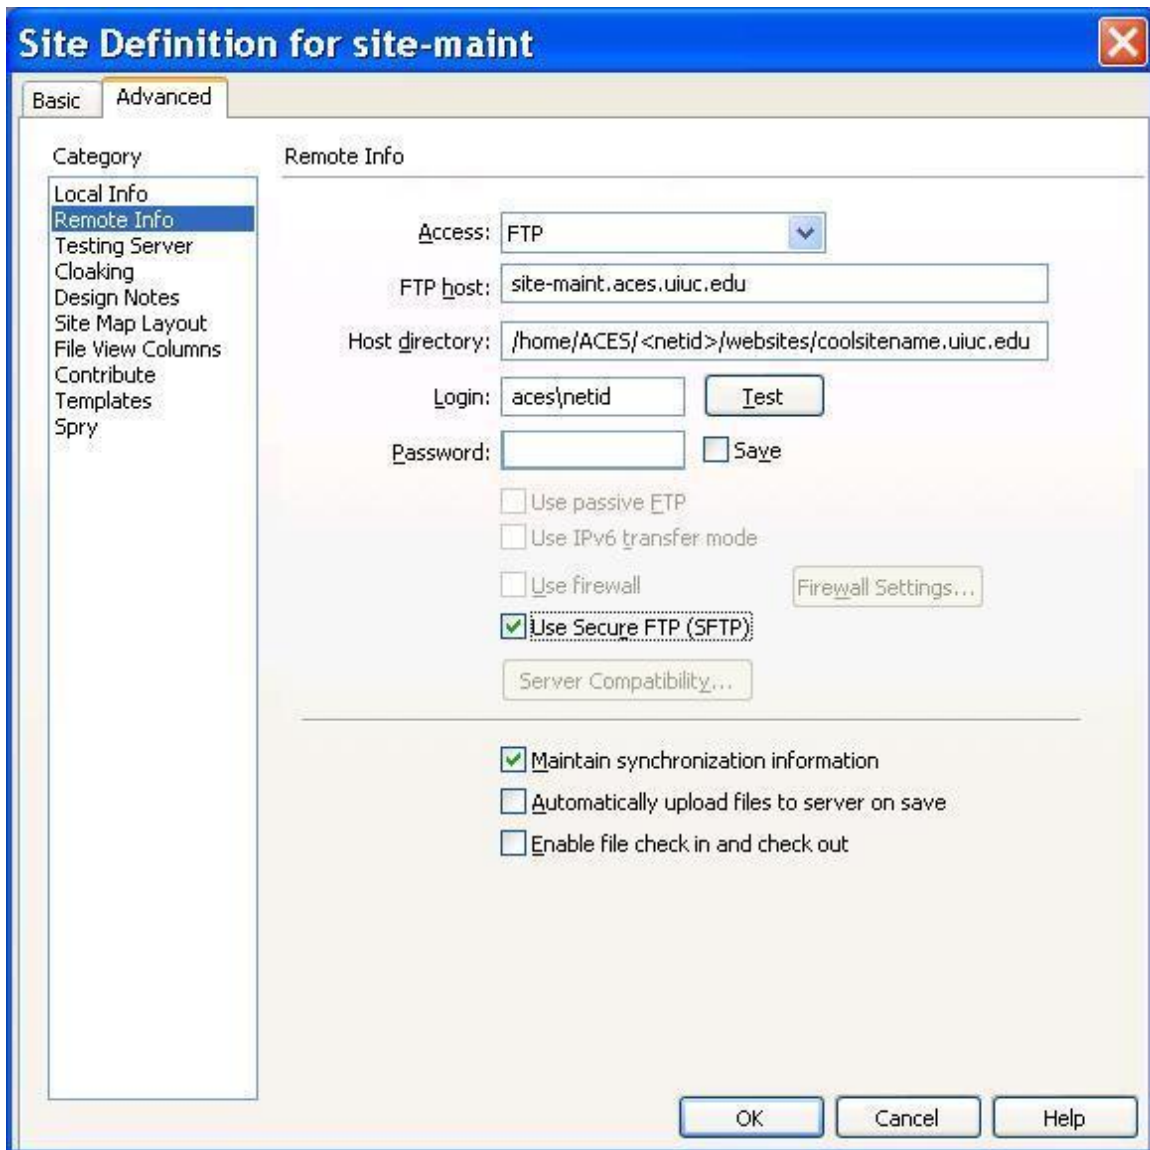 Site Definition for site-maint
Basic Advanced
Category
Local Info
Remote Info
Testing Server
Cloaking
Design Notes
Site Map Layout
File View Columns
Contribute
Templates
Spry
Remote Info
Access: FTP
FTP host: site-maint.aces.uiuc.edu
Host directory: /home/ACES/<netid>/websites/coolsitename.uiuc.edu
Login: aces\netid Test
Password: Save
Use passive FTP
Use IPv6 transfer mode
Use firewall Firewall Settings...
Use Secure FTP (SFTP)
Server Compatibility...
Maintain synchronization information
Automatically upload files to server on save
Enable file check in and check out
OK Cancel Help